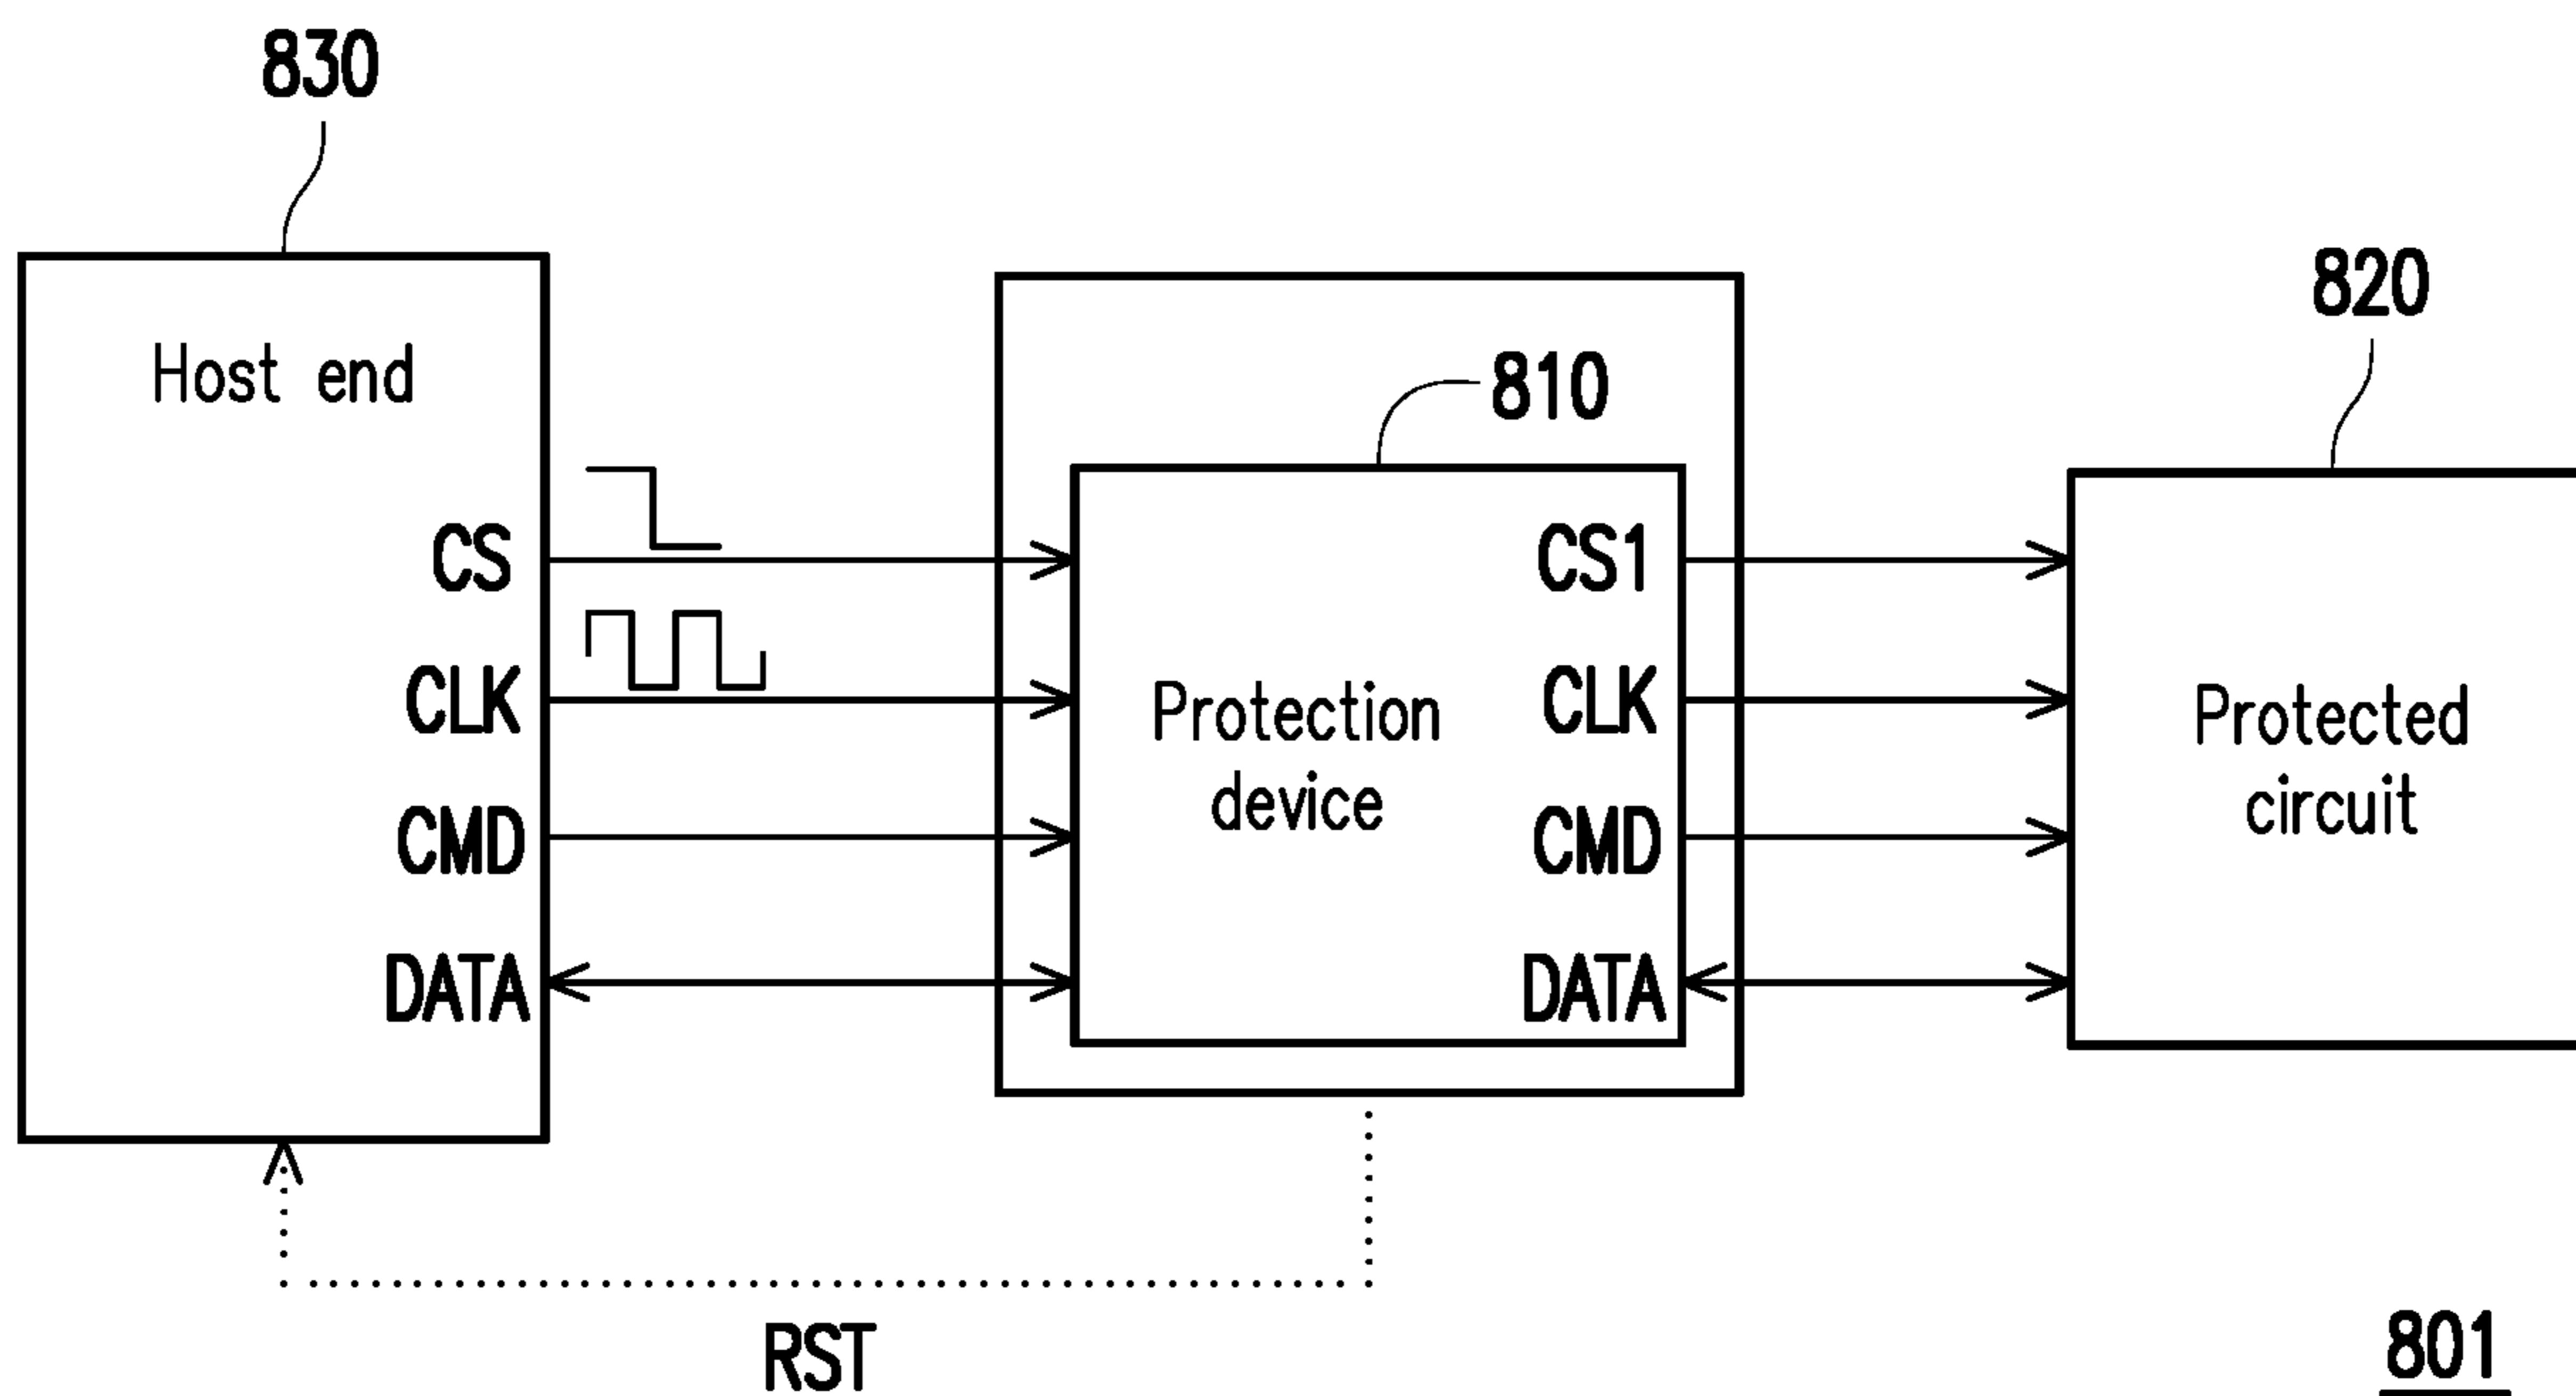 830
Host end
CS
CLK
CMD
DATA
810
Protection
device
CS1
CLK
CMD
DATA
820
Protected
circuit
RST
801